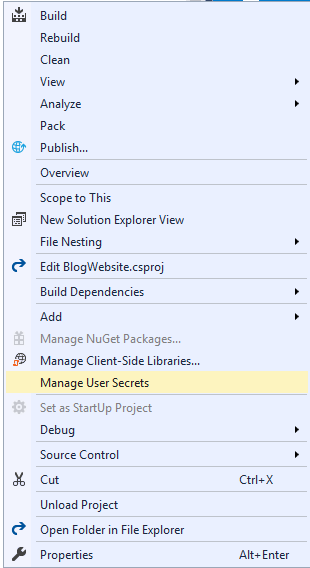 Build
Rebuild
Clean
View
Analyze
Pack
Publish...
Overview
Scope to This
New Solution Explorer View
File Nesting
Edit BlogWebsite.csproj
Build Dependencies
Add
Manage NuGet Packages...
Manage Client-Side Libraries...
Manage User Secrets
Set as StartUp Project
Debug
Source Control
Cut Ctrl+X
Unload Project
Open Folder in File Explorer
Properties Alt+Enter